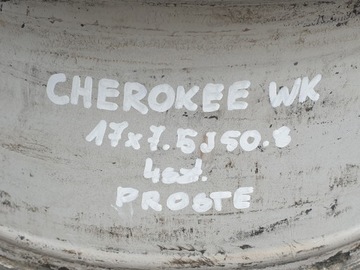 CHEROKEE WK
17x7.5J50.8
4szt.
PROSTE